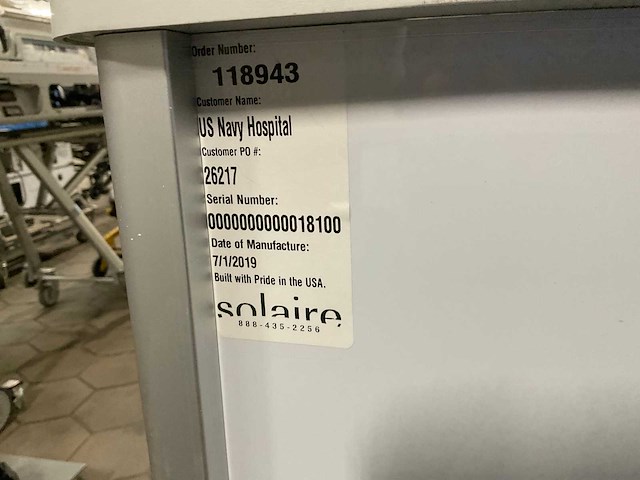 Order Number:
118943
Customer Name:
US Navy Hospital
Customer PO #:
26217
Serial Number:
0000000000018100
Date of Manufacture:
7/1/2019
Built with Pride in the USA.
solaire
888-435-2256